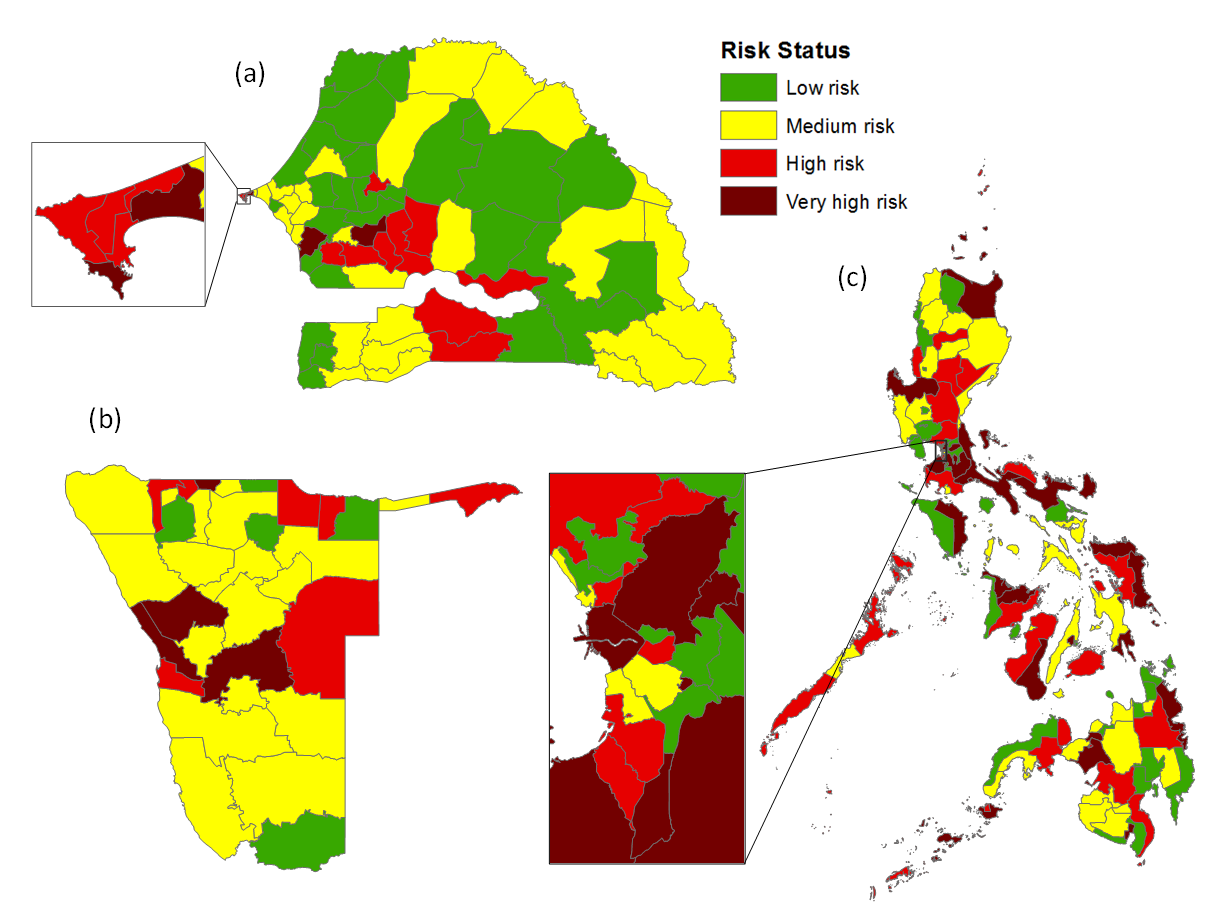 (a)
Risk Status
Low risk
Medium risk
High risk
Very high risk
(c)
(b)